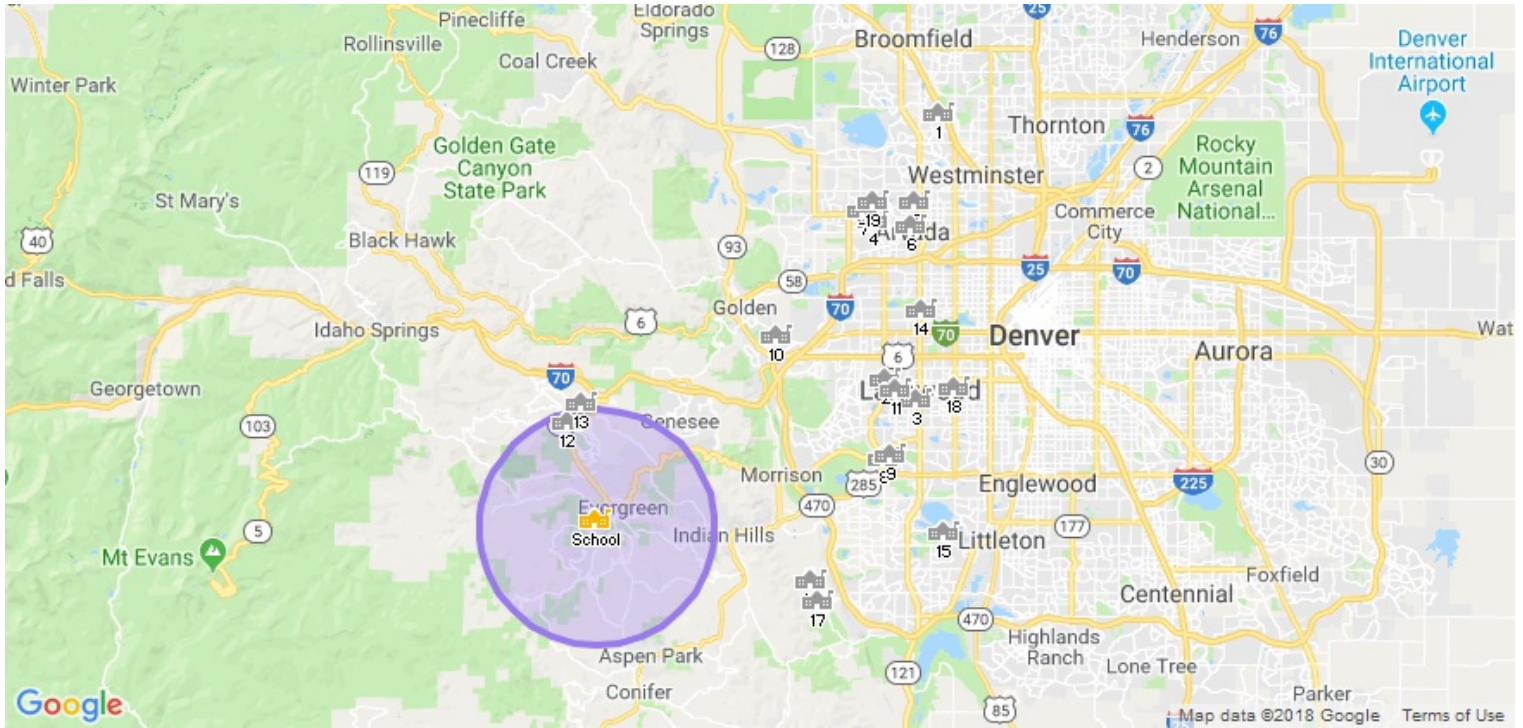 Pinecliffe
Eldorado
Springs
25
Broomfield
Henderson
76
Denver
International
Airport
Rollinsville
128
Coal Creek
Winter Park
1
Thornton
76
Golden Gate
Canyon
State Park
Rocky
Mountain
Arsenal
National...
119
2
Westminster
St Mary's
19
Commerce
City
40
Black Hawk
93
4
6
Arvada
d Falls
58
25
70
Golden
70
6
Idaho Springs
14
70
Denver
Wat
10
6
Aurora
70
Georgetown
Lakewood
11
3
18
103
13
Genesee
12
30
Morrison
285
9
Englewood
225
470
Evergreen
177
5
School
Indian Hills
15
Littleton
Mt Evans
Foxfield
17
Centennial
470
Highlands
Ranch
Aspen Park
Lone Tree
121
Conifer
85
Parker
Google
Map data ©2018 Google
Terms of Use